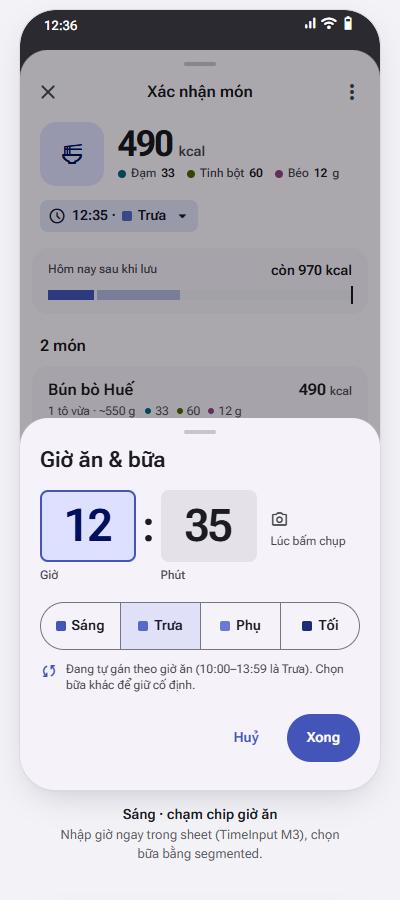 12:36
Xác nhận món
490 kcal
Đạm 33 Tinh bột 60 Béo 12 g
12:35 · Trưa
Hôm nay sau khi lưu còn 970 kcal
2 món
Bún bò Huế 490 kcal
1 tô vừa · ~550 g 33 60 12 g
Giờ ăn & bữa
12 : 35
Lúc bấm chụp
Giờ Phút
Sáng Trưa Phụ Tối
Đang tự gán theo giờ ăn (10:00–13:59 là Trưa). Chọn
bữa khác để giữ cố định.
Huỷ Xong
Sáng · chạm chip giờ ăn
Nhập giờ ngay trong sheet (TimeInput M3), chọn
bữa bằng segmented.